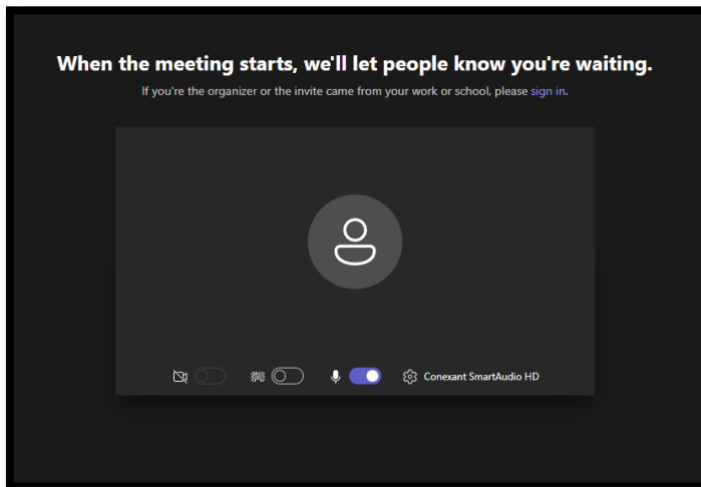 When the meeting starts, we'll let people know you're waiting.
If you're the organizer or the invite came from your work or school, please sign in.
Conexant SmartAudio HD